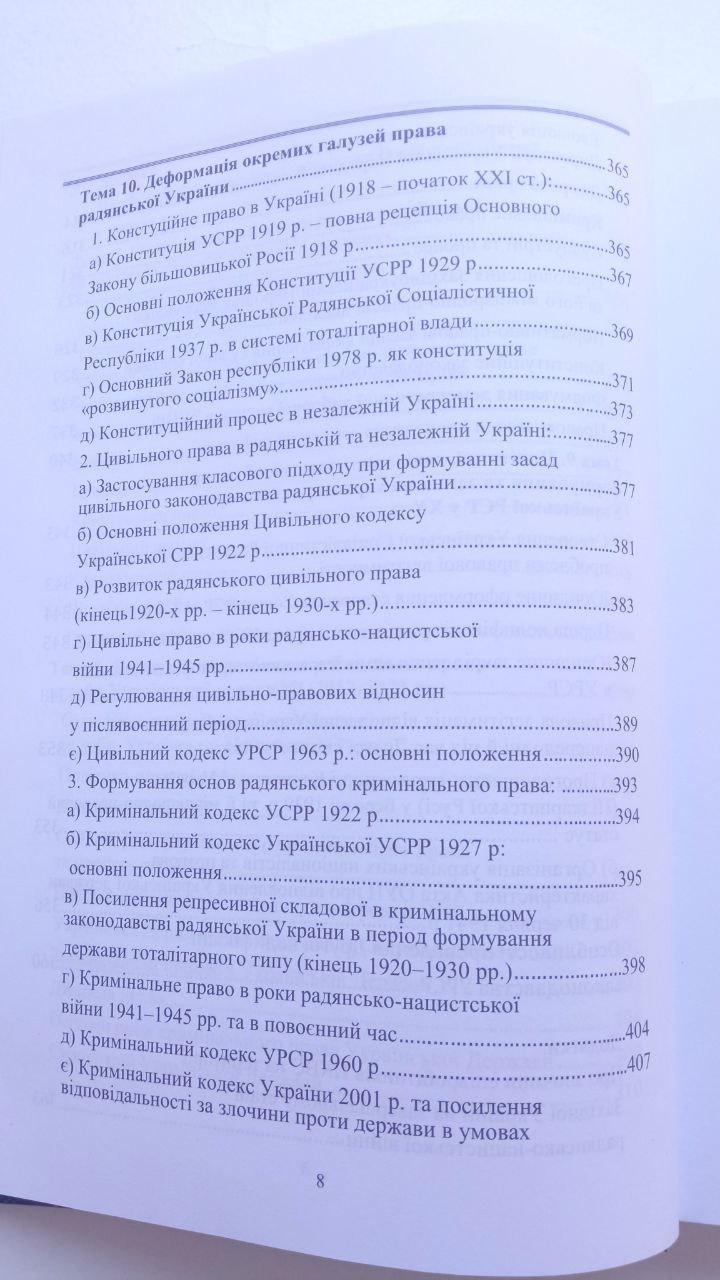 Тема 10. Деформація окремих галузей права
радянської України...365
1. Констуційне право в Україні (1918 – початок XXI ст.):...365
а) Конституція УСРР 1919 р. – повна рецепція Основного
Закону більшовицької Росії 1918 р...365
б) Основні положення Конституції УСРР 1929 р...367
в) Конституція Української Радянської Соціалістичної
Республіки 1937 р. в системі тоталітарної влади...369
г) Основний Закон республіки 1978 р. як конституція
«розвинутого соціалізму»...371
д) Конституційний процес в незалежній Україні...373
2. Цивільного права в радянській та незалежній Україні:...377
а) Застосування класового підходу при формуванні засад
цивільного законодавства радянської України...377
б) Основні положення Цивільного кодексу
Української СРР 1922 р...381
в) Розвиток радянського цивільного права
(кінець1920-х рр. – кінець 1930-х рр.)...383
г) Цивільне право в роки радянсько-нацистської
війни 1941–1945 рр...387
д) Регулювання цивільно-правових відносин
у післявоєнний період...389
є) Цивільний кодекс УРСР 1963 р.: основні положення...390
3. Формування основ радянського кримінального права: ...393
а) Кримінальний кодекс УСРР 1922 р...394
б) Кримінальний кодекс Української УСРР 1927 р:
основні положення...395
в) Посилення репресивної складової в кримінальному
законодавстві радянської України в період формування
держави тоталітарного типу (кінець 1920–1930 рр.)...398
г) Кримінальне право в роки радянсько-нацистської
війни 1941–1945 рр. та в повоєнний час...404
д) Кримінальний кодекс УРСР 1960 р...407
є) Кримінальний кодекс України 2001 р. та посилення
відповідальності за злочини проти держави в умовах
8